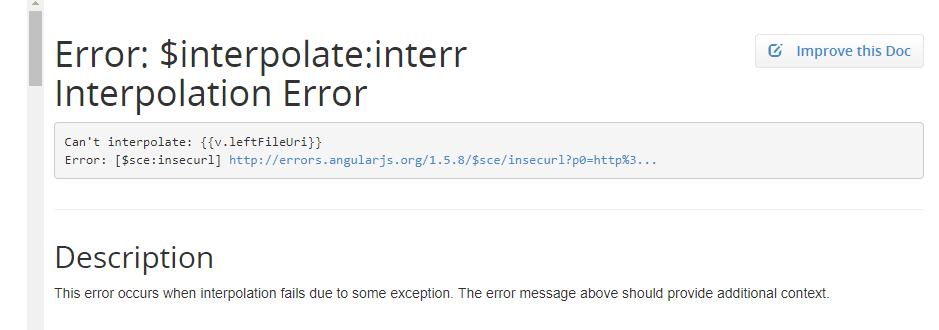 Error: $interpolate:interr
Interpolation Error
Improve this Doc
Can't interpolate: {{v.leftFileUri}}
Error: [$sce:insecurl] http://errors.angularjs.org/1.5.8/$sce/insecurl?p0=http%3...
Description
This error occurs when interpolation fails due to some exception. The error message above should provide additional context.